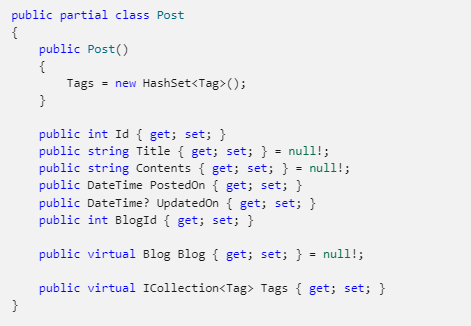 public partial class Post
{
    public Post()
    {
        Tags = new HashSet<Tag>();
    }

    public int Id { get; set; }
    public string Title { get; set; } = null!;
    public string Contents { get; set; } = null!;
    public DateTime PostedOn { get; set; }
    public DateTime? UpdatedOn { get; set; }
    public int BlogId { get; set; }

    public virtual Blog Blog { get; set; } = null!;

    public virtual ICollection<Tag> Tags { get; set; }
}